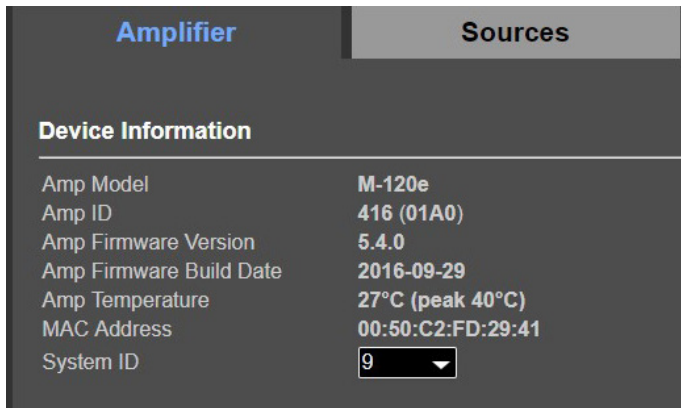 Amplifier Sources
Device Information
Amp Model M-120e
Amp ID 416 (01A0)
Amp Firmware Version 5.4.0
Amp Firmware Build Date 2016-09-29
Amp Temperature 27°C (peak 40°C)
MAC Address 00:50:C2:FD:29:41
System ID 9